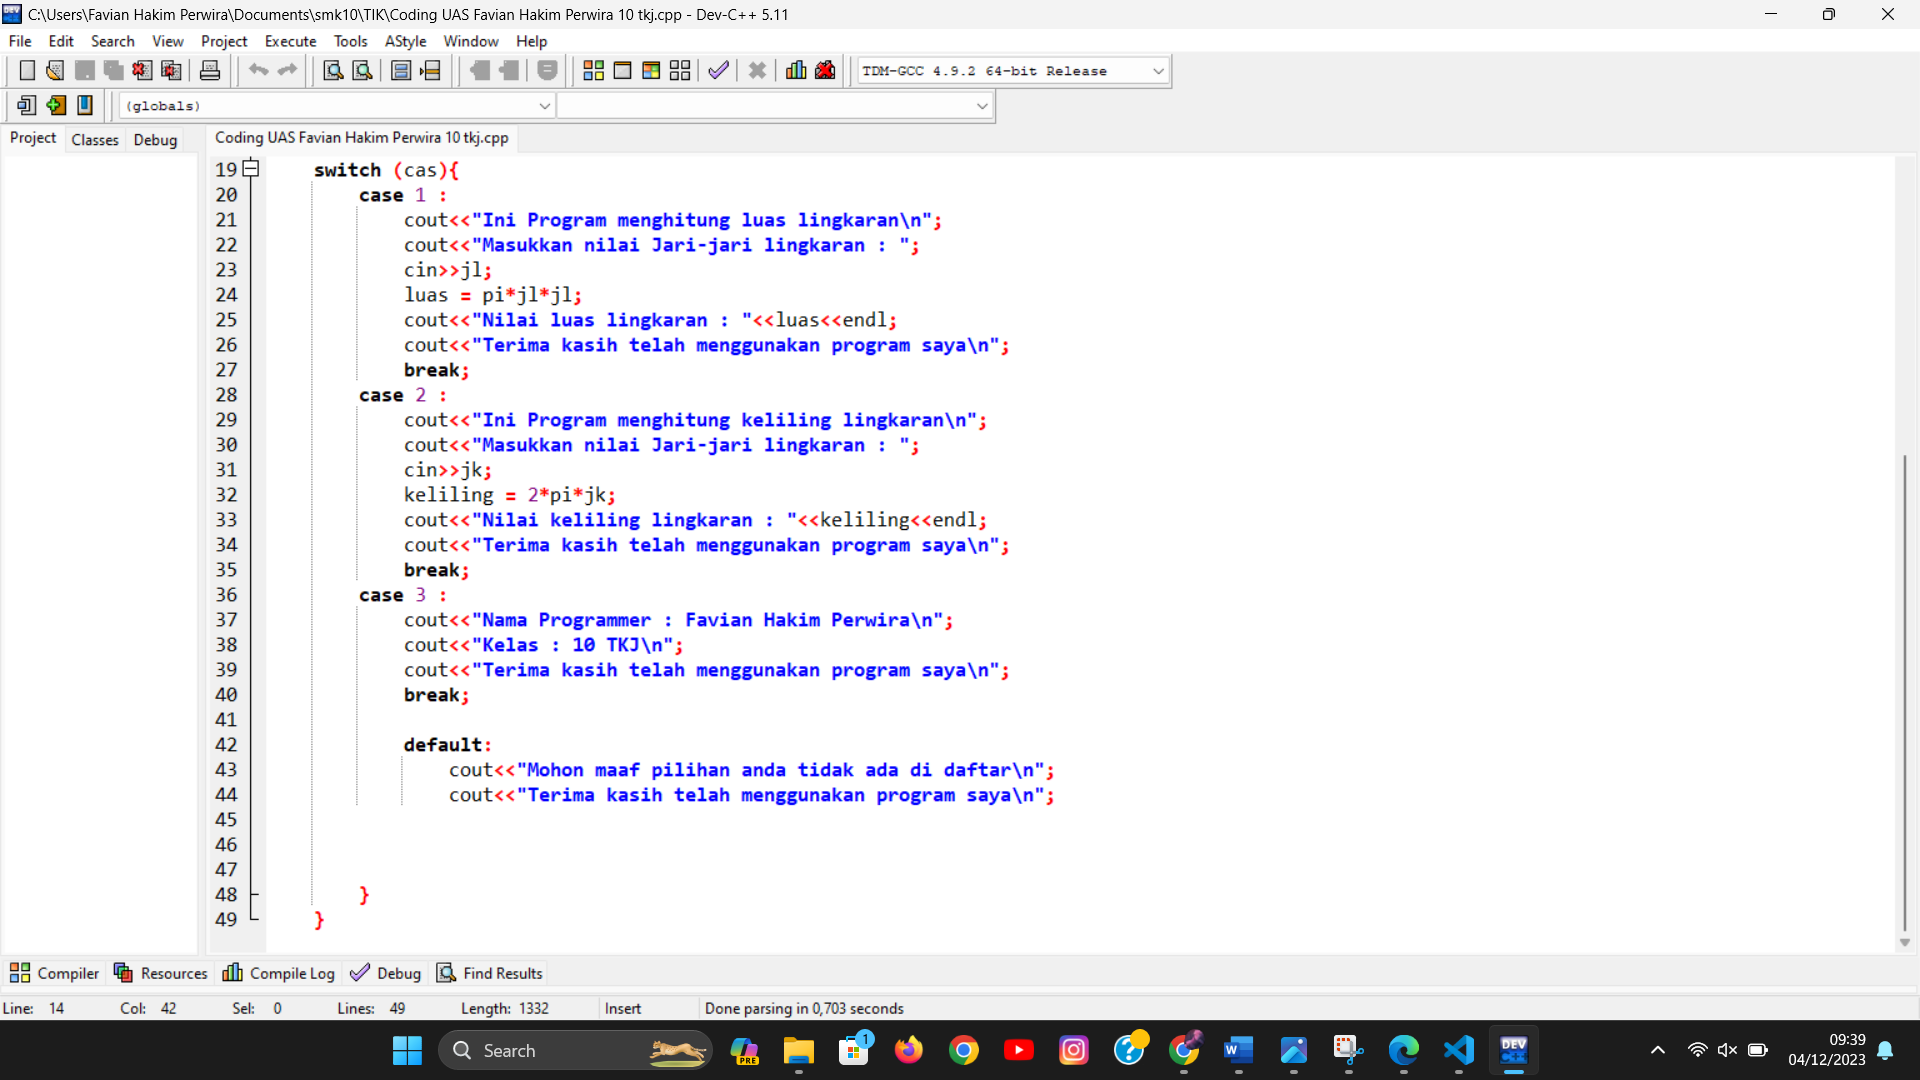 C:\Users\Favian Hakim Perwira\Documents\smk10\TIK\Coding UAS Favian Hakim Perwira 10 tkj.cpp - Dev-C++ 5.11
File Edit Search View Project Execute Tools AStyle Window Help
TDM-GCC 4.9.2 64-bit Release
(globals)
Project Classes Debug
Coding UAS Favian Hakim Perwira 10 tkj.cpp
19 switch (cas){
20 case 1 :
21 cout<<"Ini Program menghitung luas lingkaran\n";
22 cout<<"Masukkan nilai Jari-jari lingkaran : ";
23 cin>>jl;
24 luas = pi*jl*jl;
25 cout<<"Nilai luas lingkaran : "<<luas<<endl;
26 cout<<"Terima kasih telah menggunakan program saya\n";
27 break;
28 case 2 :
29 cout<<"Ini Program menghitung keliling lingkaran\n";
30 cout<<"Masukkan nilai Jari-jari lingkaran : ";
31 cin>>jk;
32 keliling = 2*pi*jk;
33 cout<<"Nilai keliling lingkaran : "<<keliling<<endl;
34 cout<<"Terima kasih telah menggunakan program saya\n";
35 break;
36 case 3 :
37 cout<<"Nama Programmer : Favian Hakim Perwira\n";
38 cout<<"Kelas : 10 TKJ\n";
39 cout<<"Terima kasih telah menggunakan program saya\n";
40 break;
41
42 default:
43 cout<<"Mohon maaf pilihan anda tidak ada di daftar\n";
44 cout<<"Terima kasih telah menggunakan program saya\n";
45
46
47
48 }
49 }
Compiler Resources Compile Log Debug Find Results
Line: 14 Col: 42 Sel: 0 Lines: 49 Length: 1332 Insert Done parsing in 0,703 seconds
Search
PRE
1
DEV C++
09:39
04/12/2023